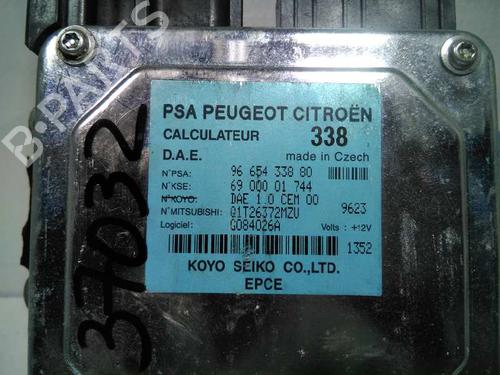 PSA PEUGEOT CITROËN
CALCULATEUR 338
D.A.E. made in Czech
N°PSA: 96 654 338 80
N°KSE: 69 000 01 744
N°KOYO: DAE 1.0 CEM 00
N°MITSUBISHI: Q1T26372MZU 9623
Logiciel: G084026A Volts : +12V
1352
KOYO SEIKO CO.,LTD.
EPCE
37032
B-PARTS